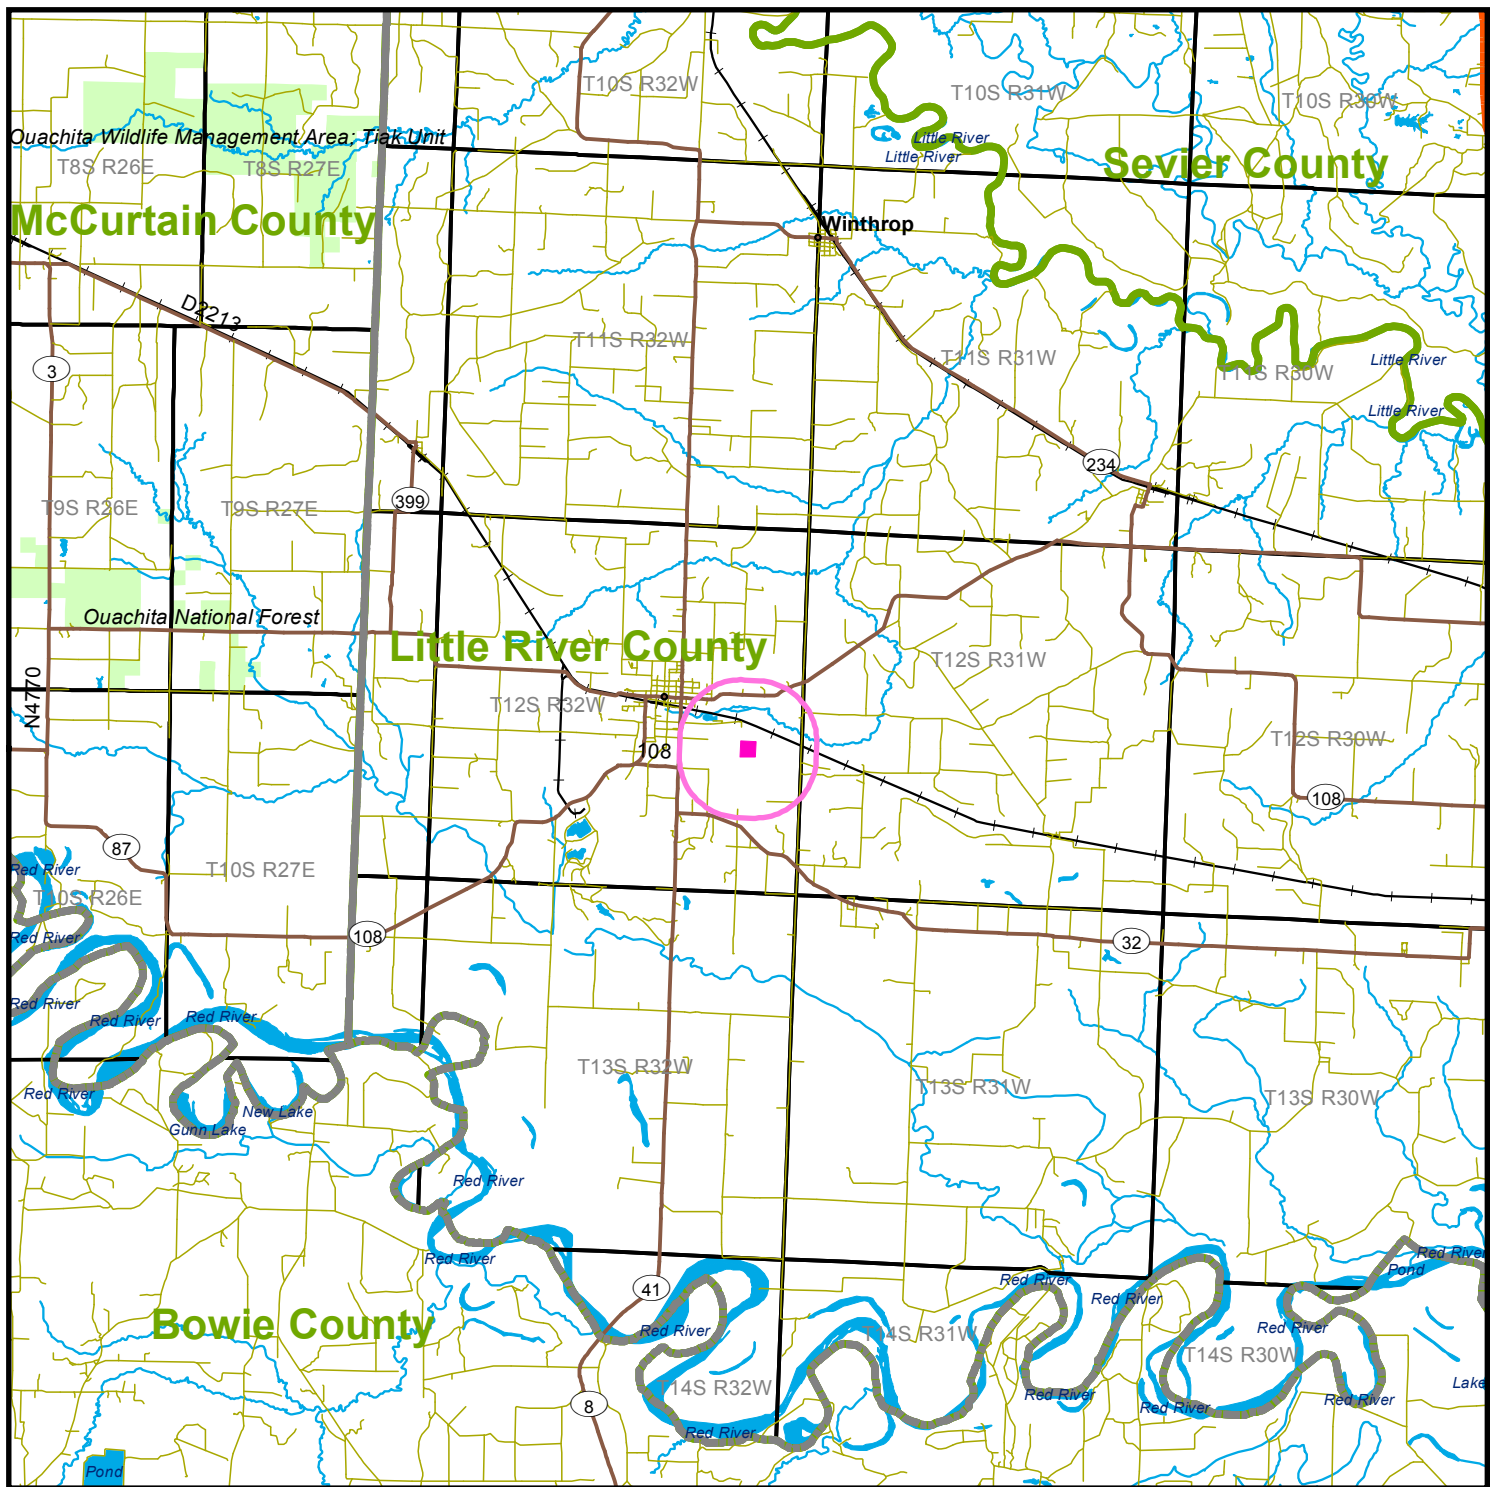 T10S R32W
T10S R31W
T10S R30W
Ouachita Wildlife Management Area; Tiak Unit
Little River
Little River
T8S R26E
T8S R27E
Sevier County
McCurtain County
Winthrop
D2213
T11S R32W
T11S R31W
T11S R30W
Little River
3
Little River
234
399
T9S R26E
T9S R27E
Ouachita National Forest
Little River County
T12S R31W
N4770
T12S R32W
108
T12S R30W
108
87
Red River
T10S R27E
T10S R26E
Red River
108
32
Red River
Red River
Red River
T13S R32W
T13S R31W
T13S R30W
Red River
New Lake
Gunn Lake
Red River
Red River
Red River
Pond
Red River
41
Red River
Bowie County
Red River
T14S R31W
Red River
T14S R30W
T14S R32W
Lake
Red River
Red River
Red River
8
Red River
Pond